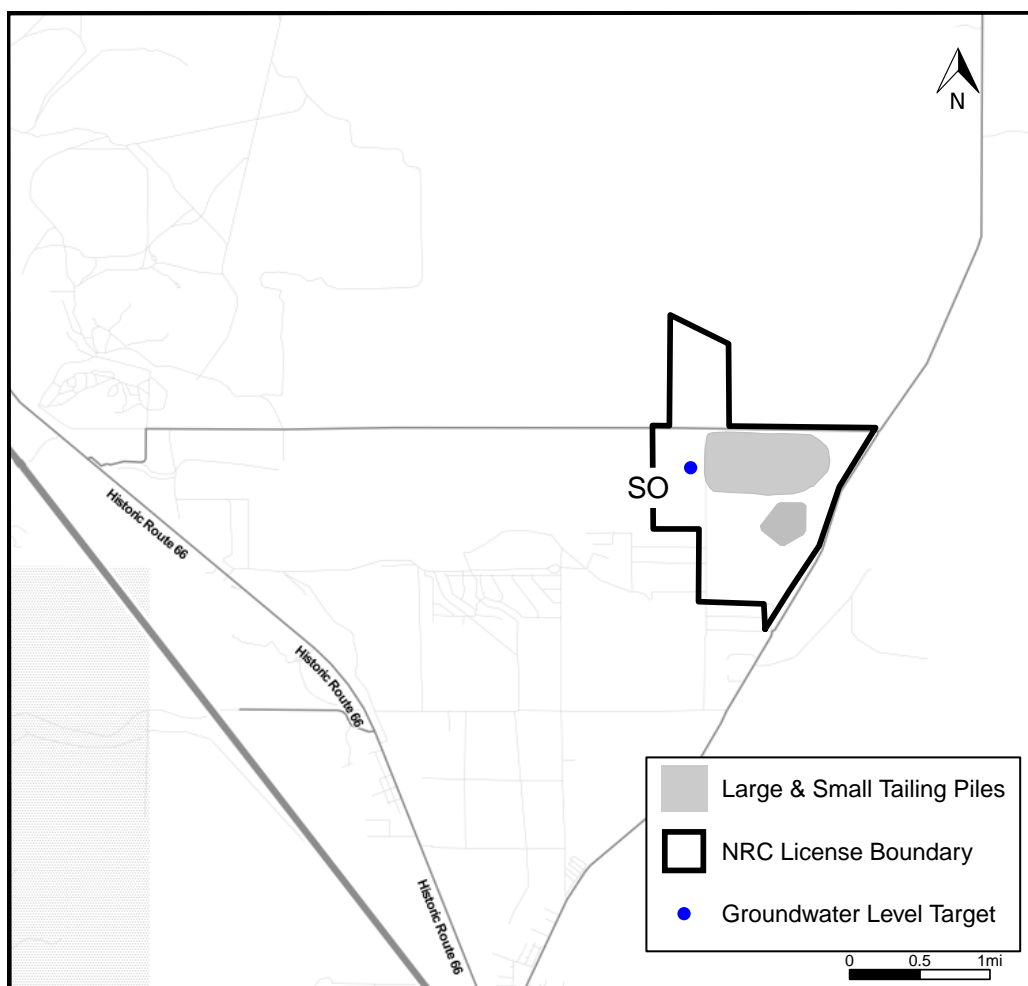 N
SO
Historic Route 66
Historic Route 66
Historic Route 66
Large & Small Tailing Piles
NRC License Boundary
Groundwater Level Target
0 0.5 1mi